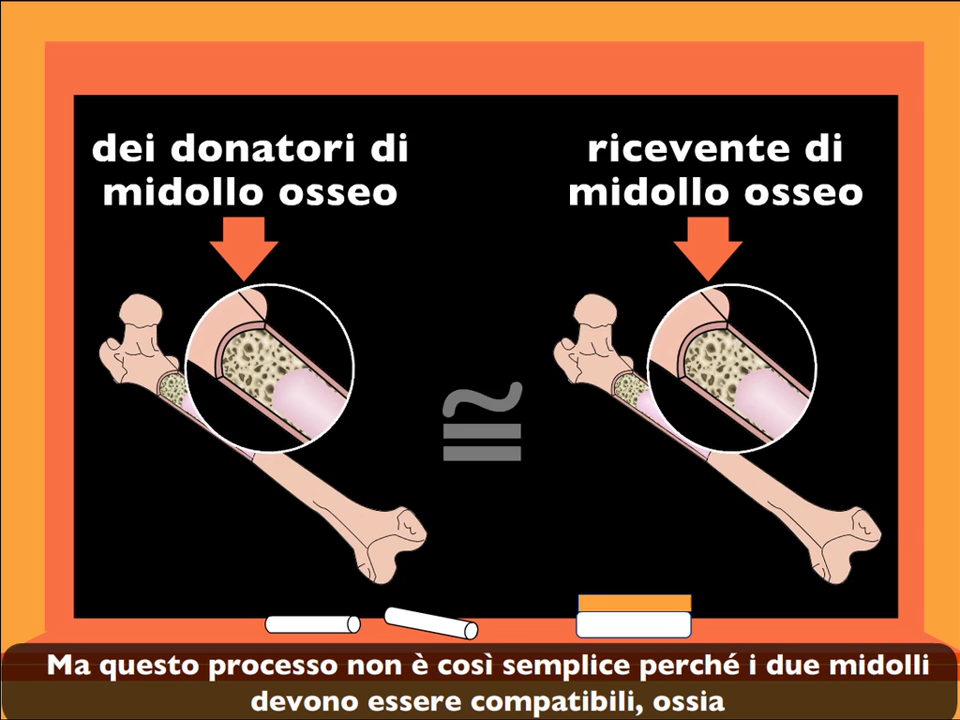 dei donatori di
midollo osseo
ricevente di
midollo osseo
≅
Ma questo processo non è così semplice perché i due midolli
devono essere compatibili, ossia